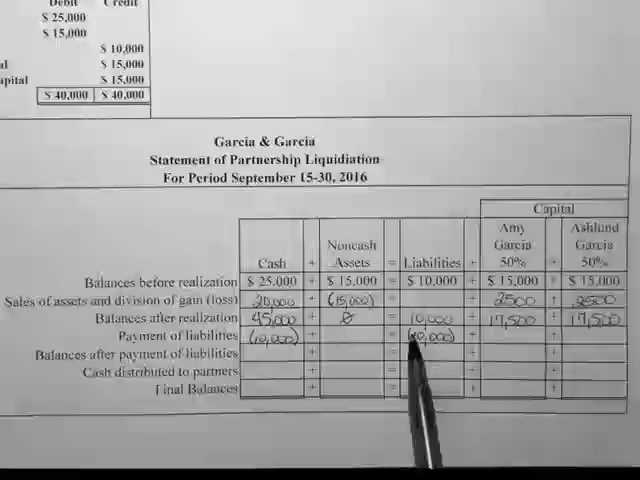 Debit Credit
$ 25,000
$ 15,000
$ 10,000
al $ 15,000
apital $ 15,000
$ 40,000 $ 40,000
Garcia & Garcia
Statement of Partnership Liquidiation
For Period September 15-30, 2016
Capital
Cash + Noncash Assets = Liabilities + Amy Garcia 50% + Ashlund Garcia 50%
Balances before realization $ 25,000 + $ 15,000 = $ 10,000 + $ 15,000 + $ 15,000
Sales of assets and division of gain (loss) 20,000 + (15,000) = + 2500 + 2500
Balances after realization 45,000 + 0 = 10,000 + 17,500 + 17,500
Payment of liabilities (10,000) + = (10,000) + +
Balances after payment of liabilities + = + +
Cash distributed to partners + = + +
Final Balances + = + +